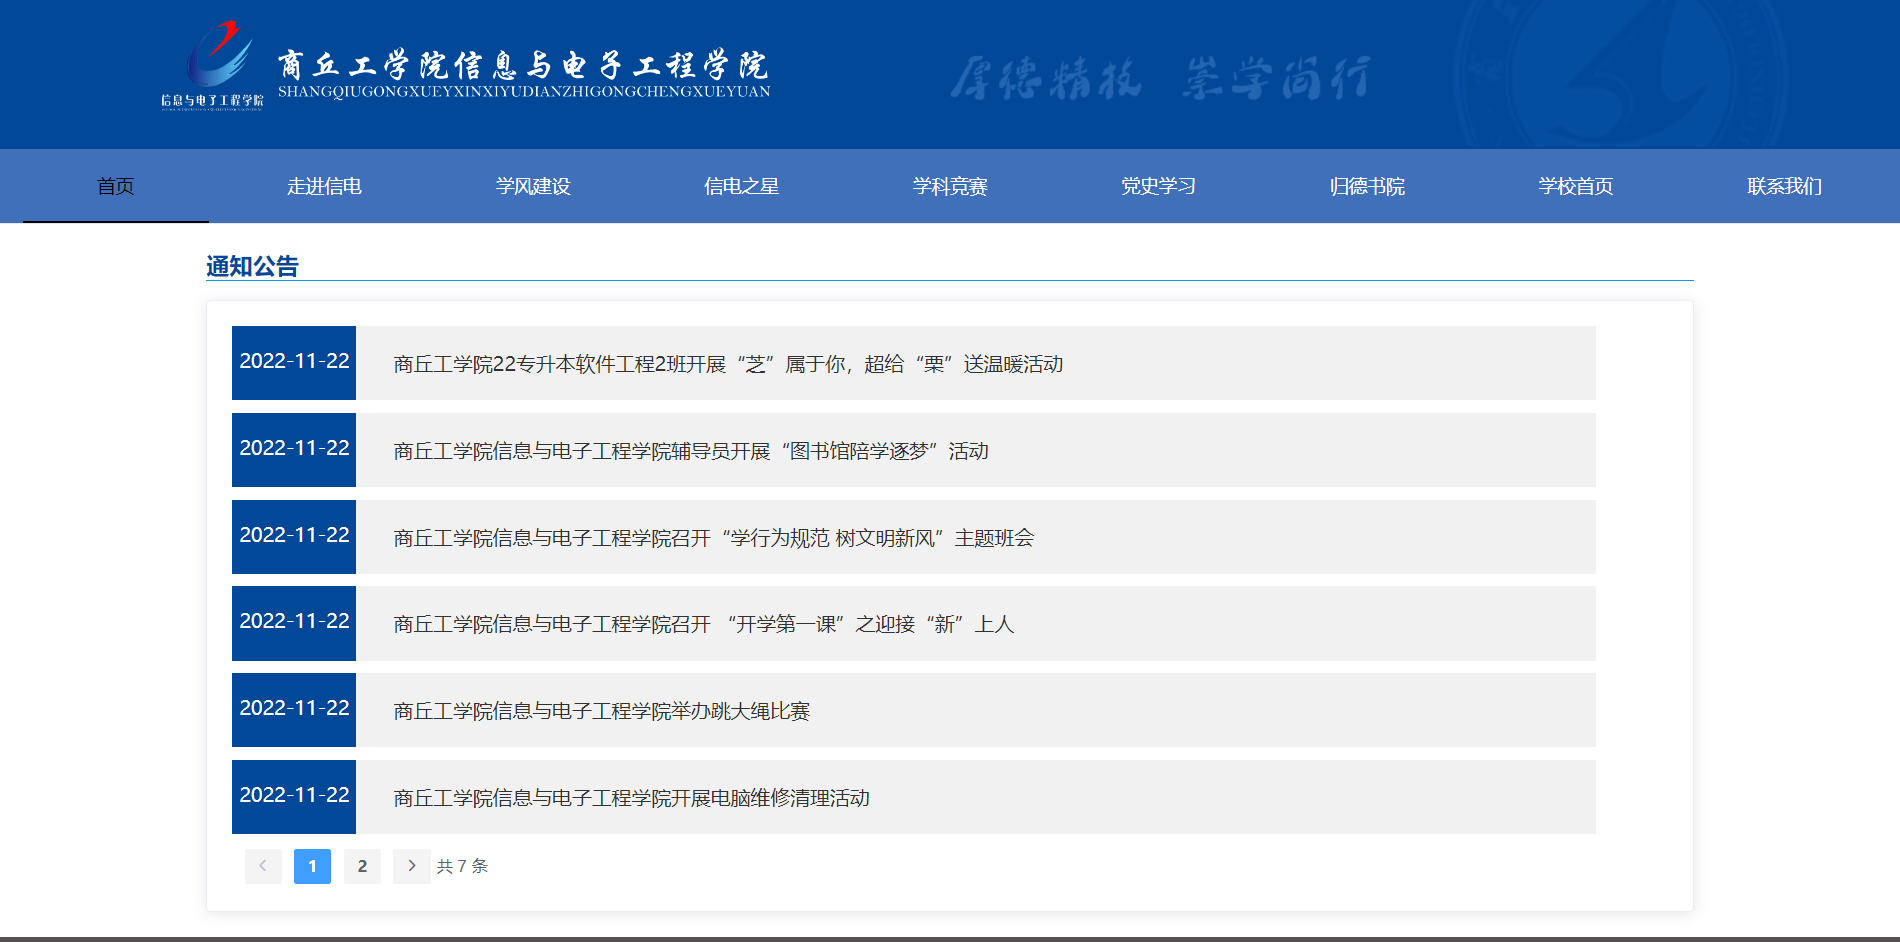 商丘工学院信息与电子工程学院
SHANGQIUGONGXUEYXINXIYUDIANZHIGONGCHENGXUEYUAN
信息与电子工程学院
厚德精技 崇学尚行
首页 走进信电 学风建设 信电之星 学科竞赛 党史学习 归德书院 学校首页 联系我们
通知公告
2022-11-22 商丘工学院22专升本软件工程2班开展“芝”属于你，超给“栗”送温暖活动
2022-11-22 商丘工学院信息与电子工程学院辅导员开展“图书馆陪学逐梦”活动
2022-11-22 商丘工学院信息与电子工程学院召开“学行为规范 树文明新风”主题班会
2022-11-22 商丘工学院信息与电子工程学院召开 “开学第一课”之迎接“新”上人
2022-11-22 商丘工学院信息与电子工程学院举办跳大绳比赛
2022-11-22 商丘工学院信息与电子工程学院开展电脑维修清理活动
1 2 共 7 条